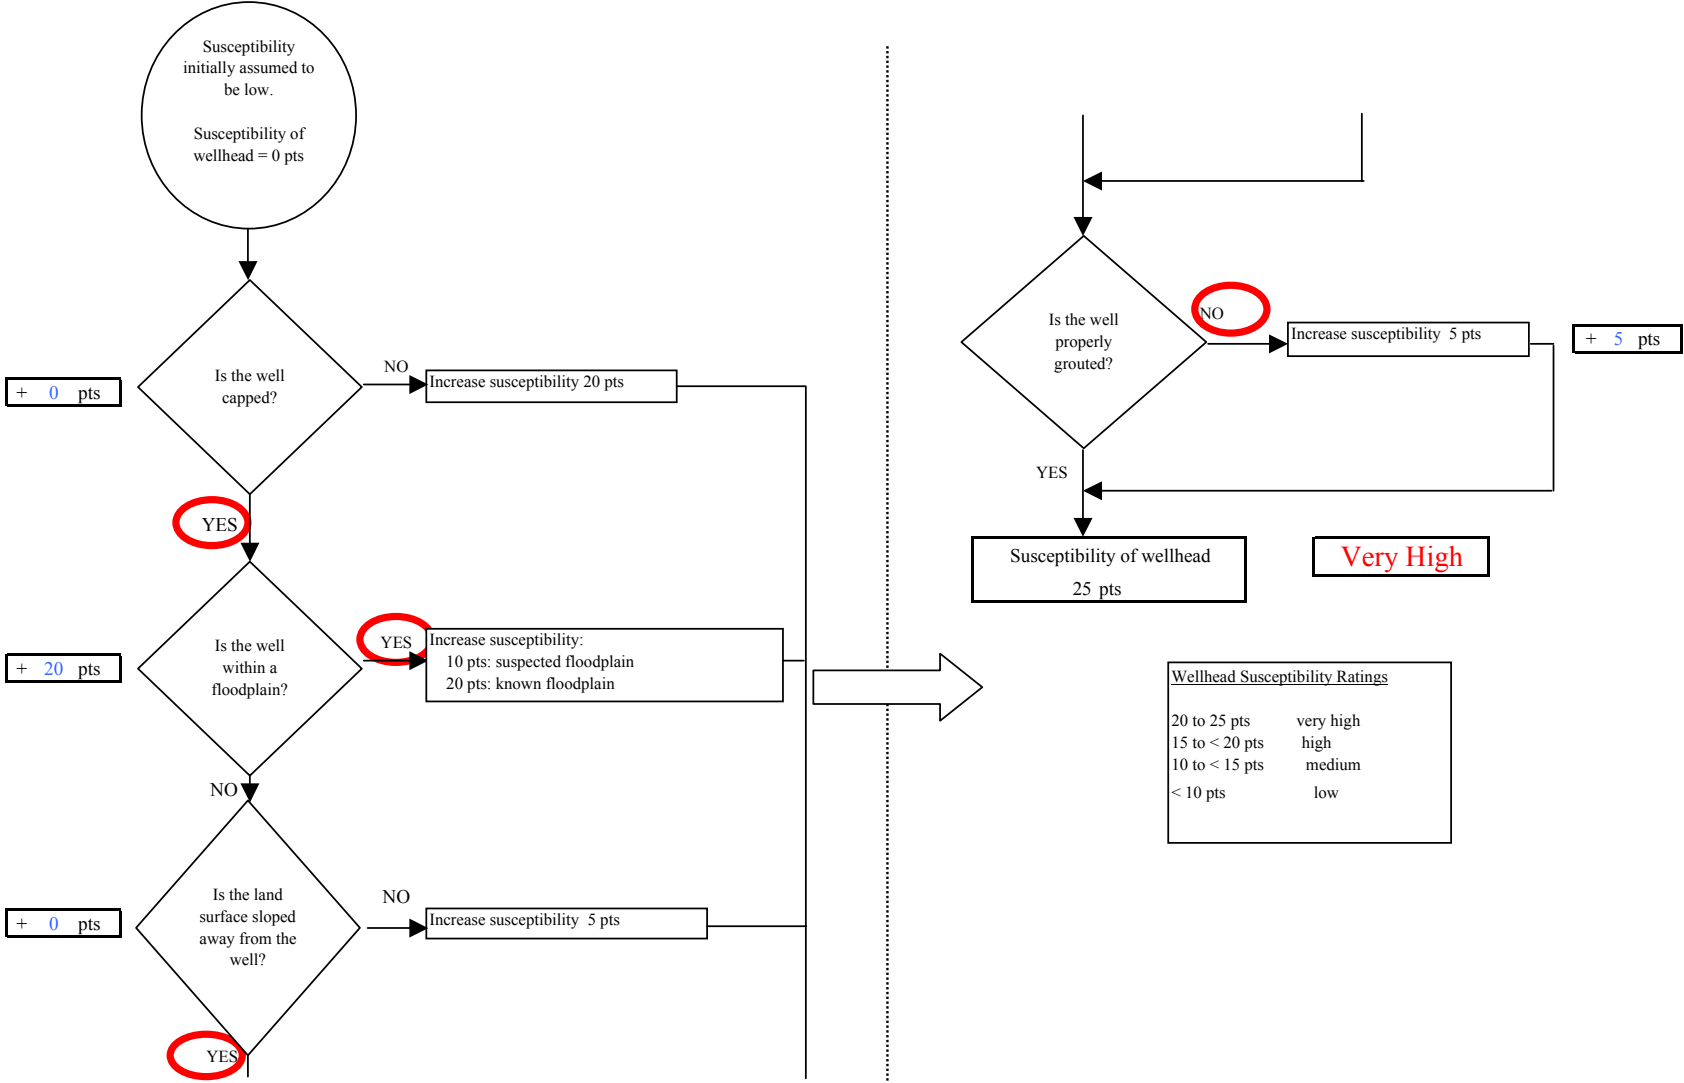 Susceptibility
initially assumed to
be low.
Susceptibility of
wellhead = 0 pts
Is the well
capped?
NO
Increase susceptibility 20 pts
+ 0 pts
YES
Is the well
within a
floodplain?
YES
Increase susceptibility:
10 pts: suspected floodplain
20 pts: known floodplain
+ 20 pts
NO
Is the land
surface sloped
away from the
well?
NO
Increase susceptibility 5 pts
+ 0 pts
YES
Is the well
properly
grouted?
NO
Increase susceptibility 5 pts
+ 5 pts
YES
Susceptibility of wellhead
25 pts
Very High
Wellhead Susceptibility Ratings
20 to 25 pts very high
15 to < 20 pts high
10 to < 15 pts medium
< 10 pts low